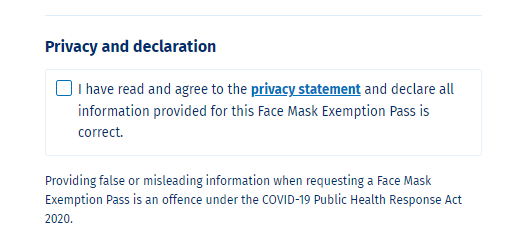 Privacy and declaration
I have read and agree to the privacy statement and declare all
information provided for this Face Mask Exemption Pass is
correct.
Providing false or misleading information when requesting a Face Mask
Exemption Pass is an offence under the COVID-19 Public Health Response Act
2020.